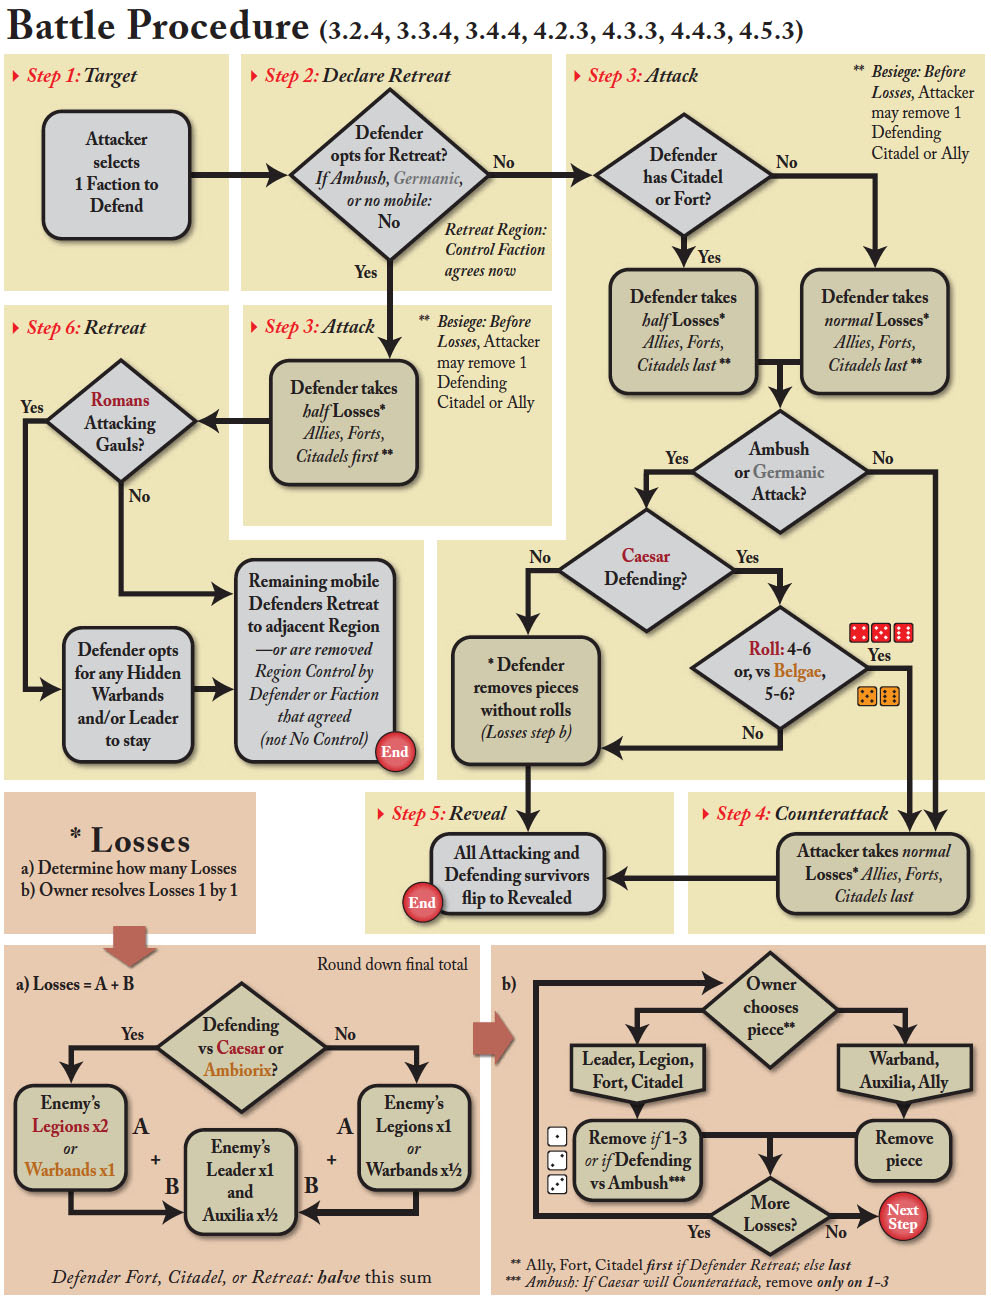 Battle Procedure (3.2.4, 3.3.4, 3.4.4, 4.2.3, 4.3.3, 4.4.3, 4.5.3)
Step 1: Target
Attacker
selects
1 Faction to
Defend
Step 2: Declare Retreat
Defender
opts for Retreat?
If Ambush, Germanic,
or no mobile:
No
No
Yes
Retreat Region:
Control Faction
agrees now
Step 3: Attack
** Besiege: Before
Losses, Attacker
may remove 1
Defending
Citadel or Ally
Defender
has Citadel
or Fort?
No
Yes
Defender takes
half Losses*
Allies, Forts,
Citadels last **
Defender takes
normal Losses*
Allies, Forts,
Citadels last **
Ambush
or Germanic
Attack?
Yes
No
Caesar
Defending?
No
Yes
Roll: 4-6
or, vs Belgae,
5-6?
Yes
No
* Defender
removes pieces
without rolls
(Losses step b)
Step 3: Attack
** Besiege: Before
Losses, Attacker
may remove 1
Defending
Citadel or Ally
Defender takes
half Losses*
Allies, Forts,
Citadels first **
Step 6: Retreat
Romans
Attacking
Gauls?
Yes
No
Defender opts
for any Hidden
Warbands
and/or Leader
to stay
Remaining mobile
Defenders Retreat
to adjacent Region
—or are removed
Region Control by
Defender or Faction
that agreed
(not No Control)
End
Step 4: Counterattack
Attacker takes normal
Losses* Allies, Forts,
Citadels last
Step 5: Reveal
All Attacking and
Defending survivors
flip to Revealed
End
* Losses
a) Determine how many Losses
b) Owner resolves Losses 1 by 1
Round down final total
a) Losses = A + B
Defending
vs Caesar or
Ambiorix?
Yes
No
Enemy's
Legions x2
or
Warbands x1
A
+
B
Enemy's
Leader x1
and
Auxilia x½
Enemy's
Legions x1
or
Warbands x½
A
+
B
Defender Fort, Citadel, or Retreat: halve this sum
b)
Owner
chooses
piece**
Leader, Legion,
Fort, Citadel
Warband,
Auxilia, Ally
Remove if 1-3
or if Defending
vs Ambush***
Remove
piece
More
Losses?
Yes
No
Next
Step
** Ally, Fort, Citadel first if Defender Retreat; else last
*** Ambush: If Caesar will Counterattack, remove only on 1-3